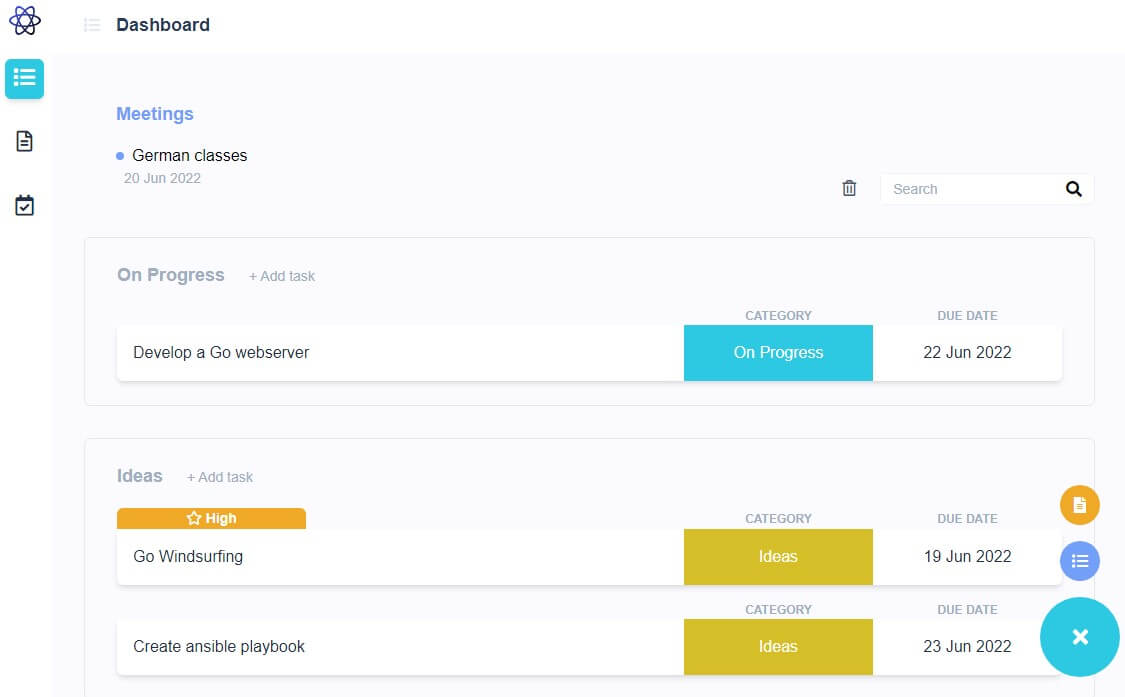 Dashboard
Meetings
German classes
20 Jun 2022
Search
On Progress + Add task
CATEGORY DUE DATE
Develop a Go webserver On Progress 22 Jun 2022
Ideas + Add task
High CATEGORY DUE DATE
Go Windsurfing Ideas 19 Jun 2022
CATEGORY DUE DATE
Create ansible playbook Ideas 23 Jun 2022